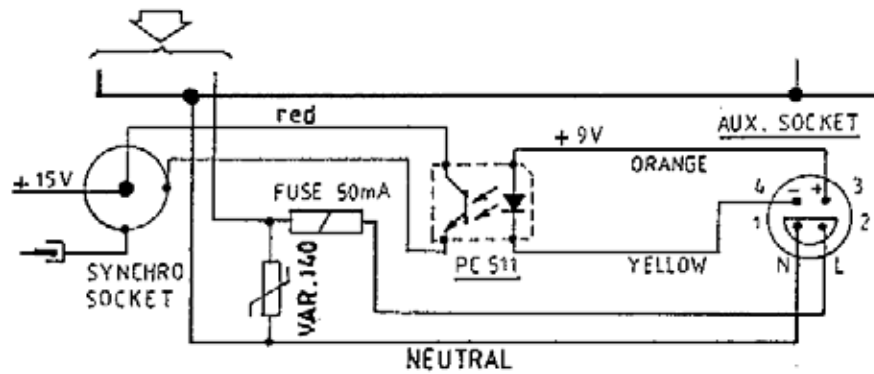 red
+ 9V
AUX. SOCKET
ORANGE
+ 15V
FUSE 50mA
4
- +
3
1
2
SYNCHRO
SOCKET
VAR.140
PC 511
YELLOW
N
L
NEUTRAL